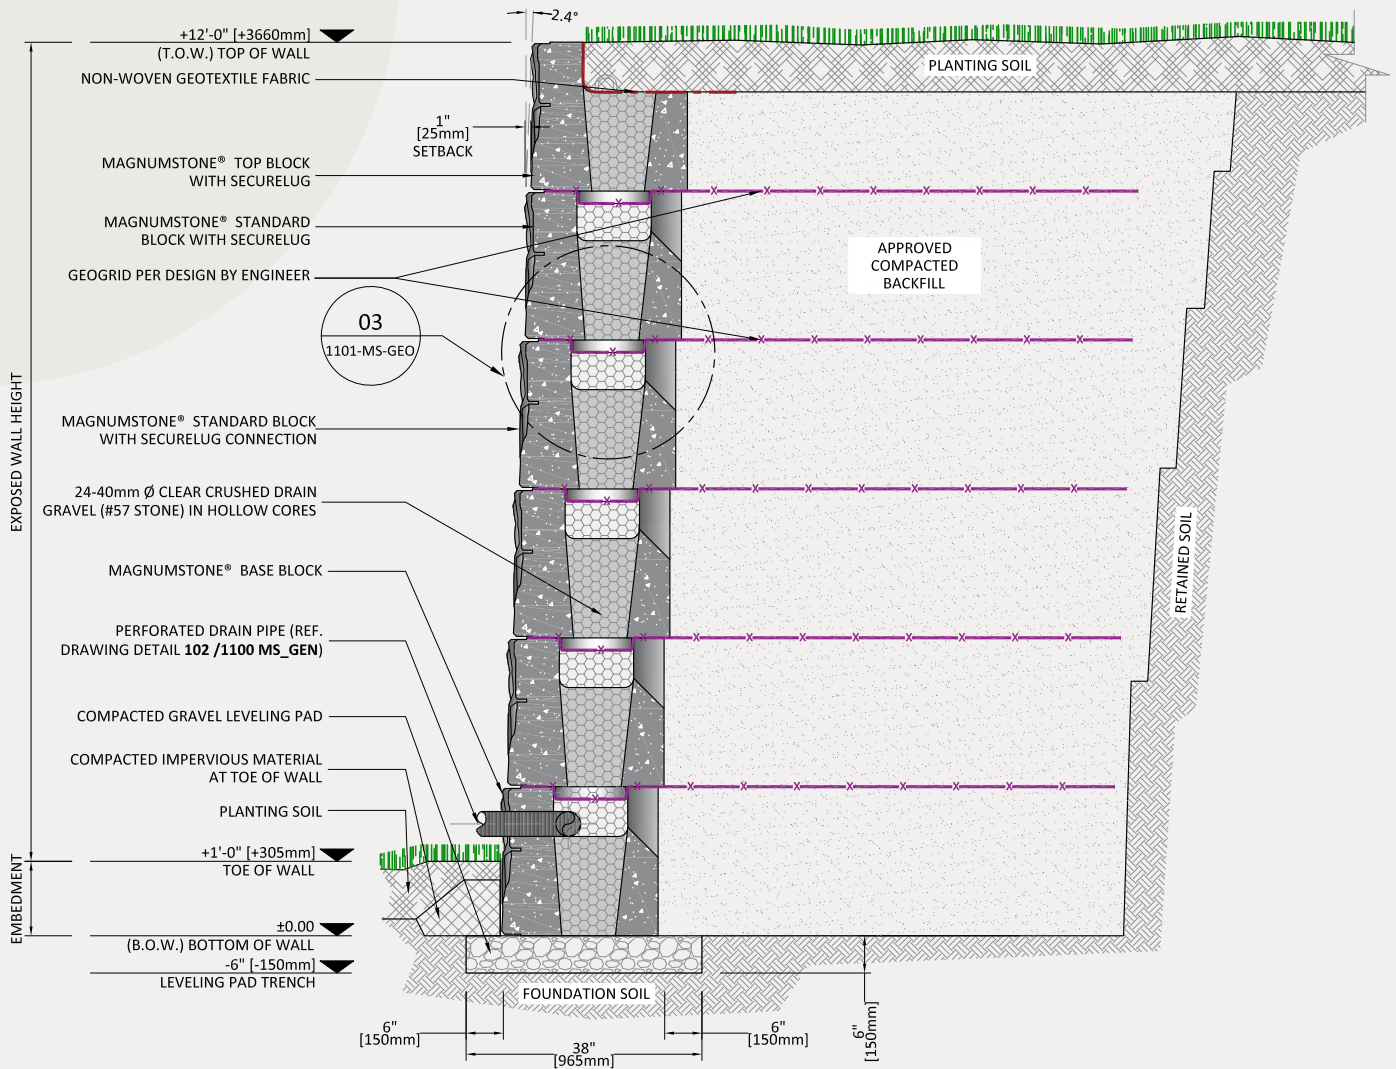 2.4°
+12'-0" [+3660mm]
(T.O.W.) TOP OF WALL
NON-WOVEN GEOTEXTILE FABRIC
PLANTING SOIL
1"
[25mm]
SETBACK
MAGNUMSTONE® TOP BLOCK
WITH SECURELUG
MAGNUMSTONE® STANDARD
BLOCK WITH SECURELUG
GEOGRID PER DESIGN BY ENGINEER
APPROVED
COMPACTED
BACKFILL
03
1101-MS-GEO
EXPOSED WALL HEIGHT
MAGNUMSTONE® STANDARD BLOCK
WITH SECURELUG CONNECTION
24-40mm Ø CLEAR CRUSHED DRAIN
GRAVEL (#57 STONE) IN HOLLOW CORES
RETAINED SOIL
MAGNUMSTONE® BASE BLOCK
PERFORATED DRAIN PIPE (REF.
DRAWING DETAIL 102 /1100 MS_GEN)
COMPACTED GRAVEL LEVELING PAD
COMPACTED IMPERVIOUS MATERIAL
AT TOE OF WALL
PLANTING SOIL
+1'-0" [+305mm]
TOE OF WALL
EMBEDMENT
±0.00
(B.O.W.) BOTTOM OF WALL
-6" [-150mm]
LEVELING PAD TRENCH
FOUNDATION SOIL
6"
[150mm]
38"
[965mm]
6"
[150mm]
6"
[150mm]